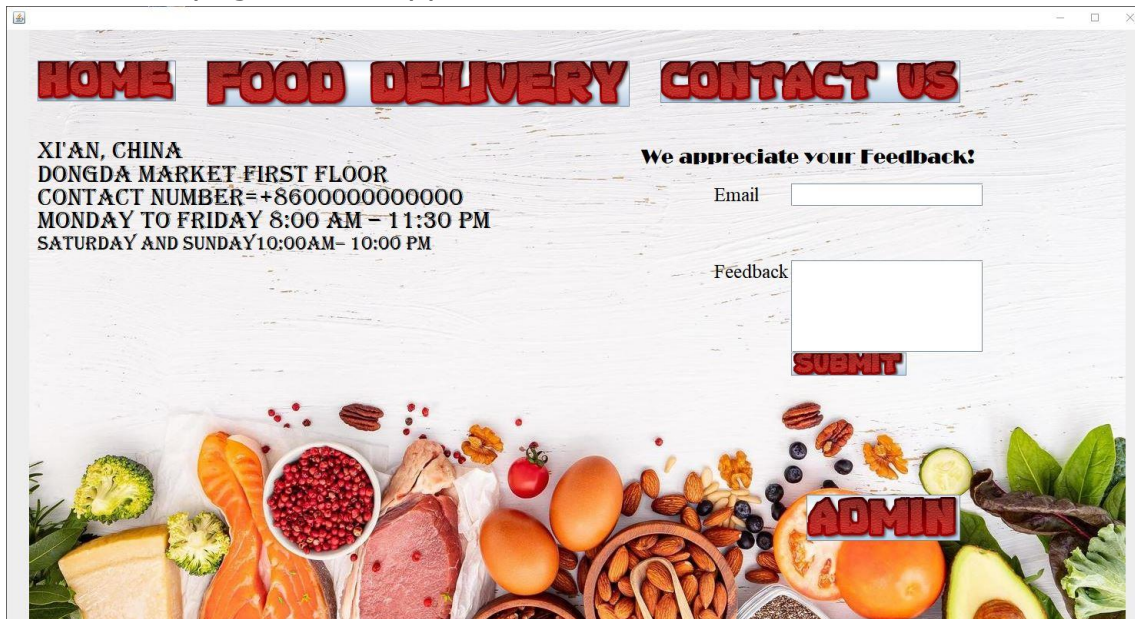 HOME FOOD DELIVERY CONTACT US
XI'AN, CHINA
DONGDA MARKET FIRST FLOOR
CONTACT NUMBER=+8600000000000
MONDAY TO FRIDAY 8:00 AM – 11:30 PM
SATURDAY AND SUNDAY10:00AM– 10:00 PM
We appreciate your Feedback!
Email
Feedback
SUBMIT
ADMIN